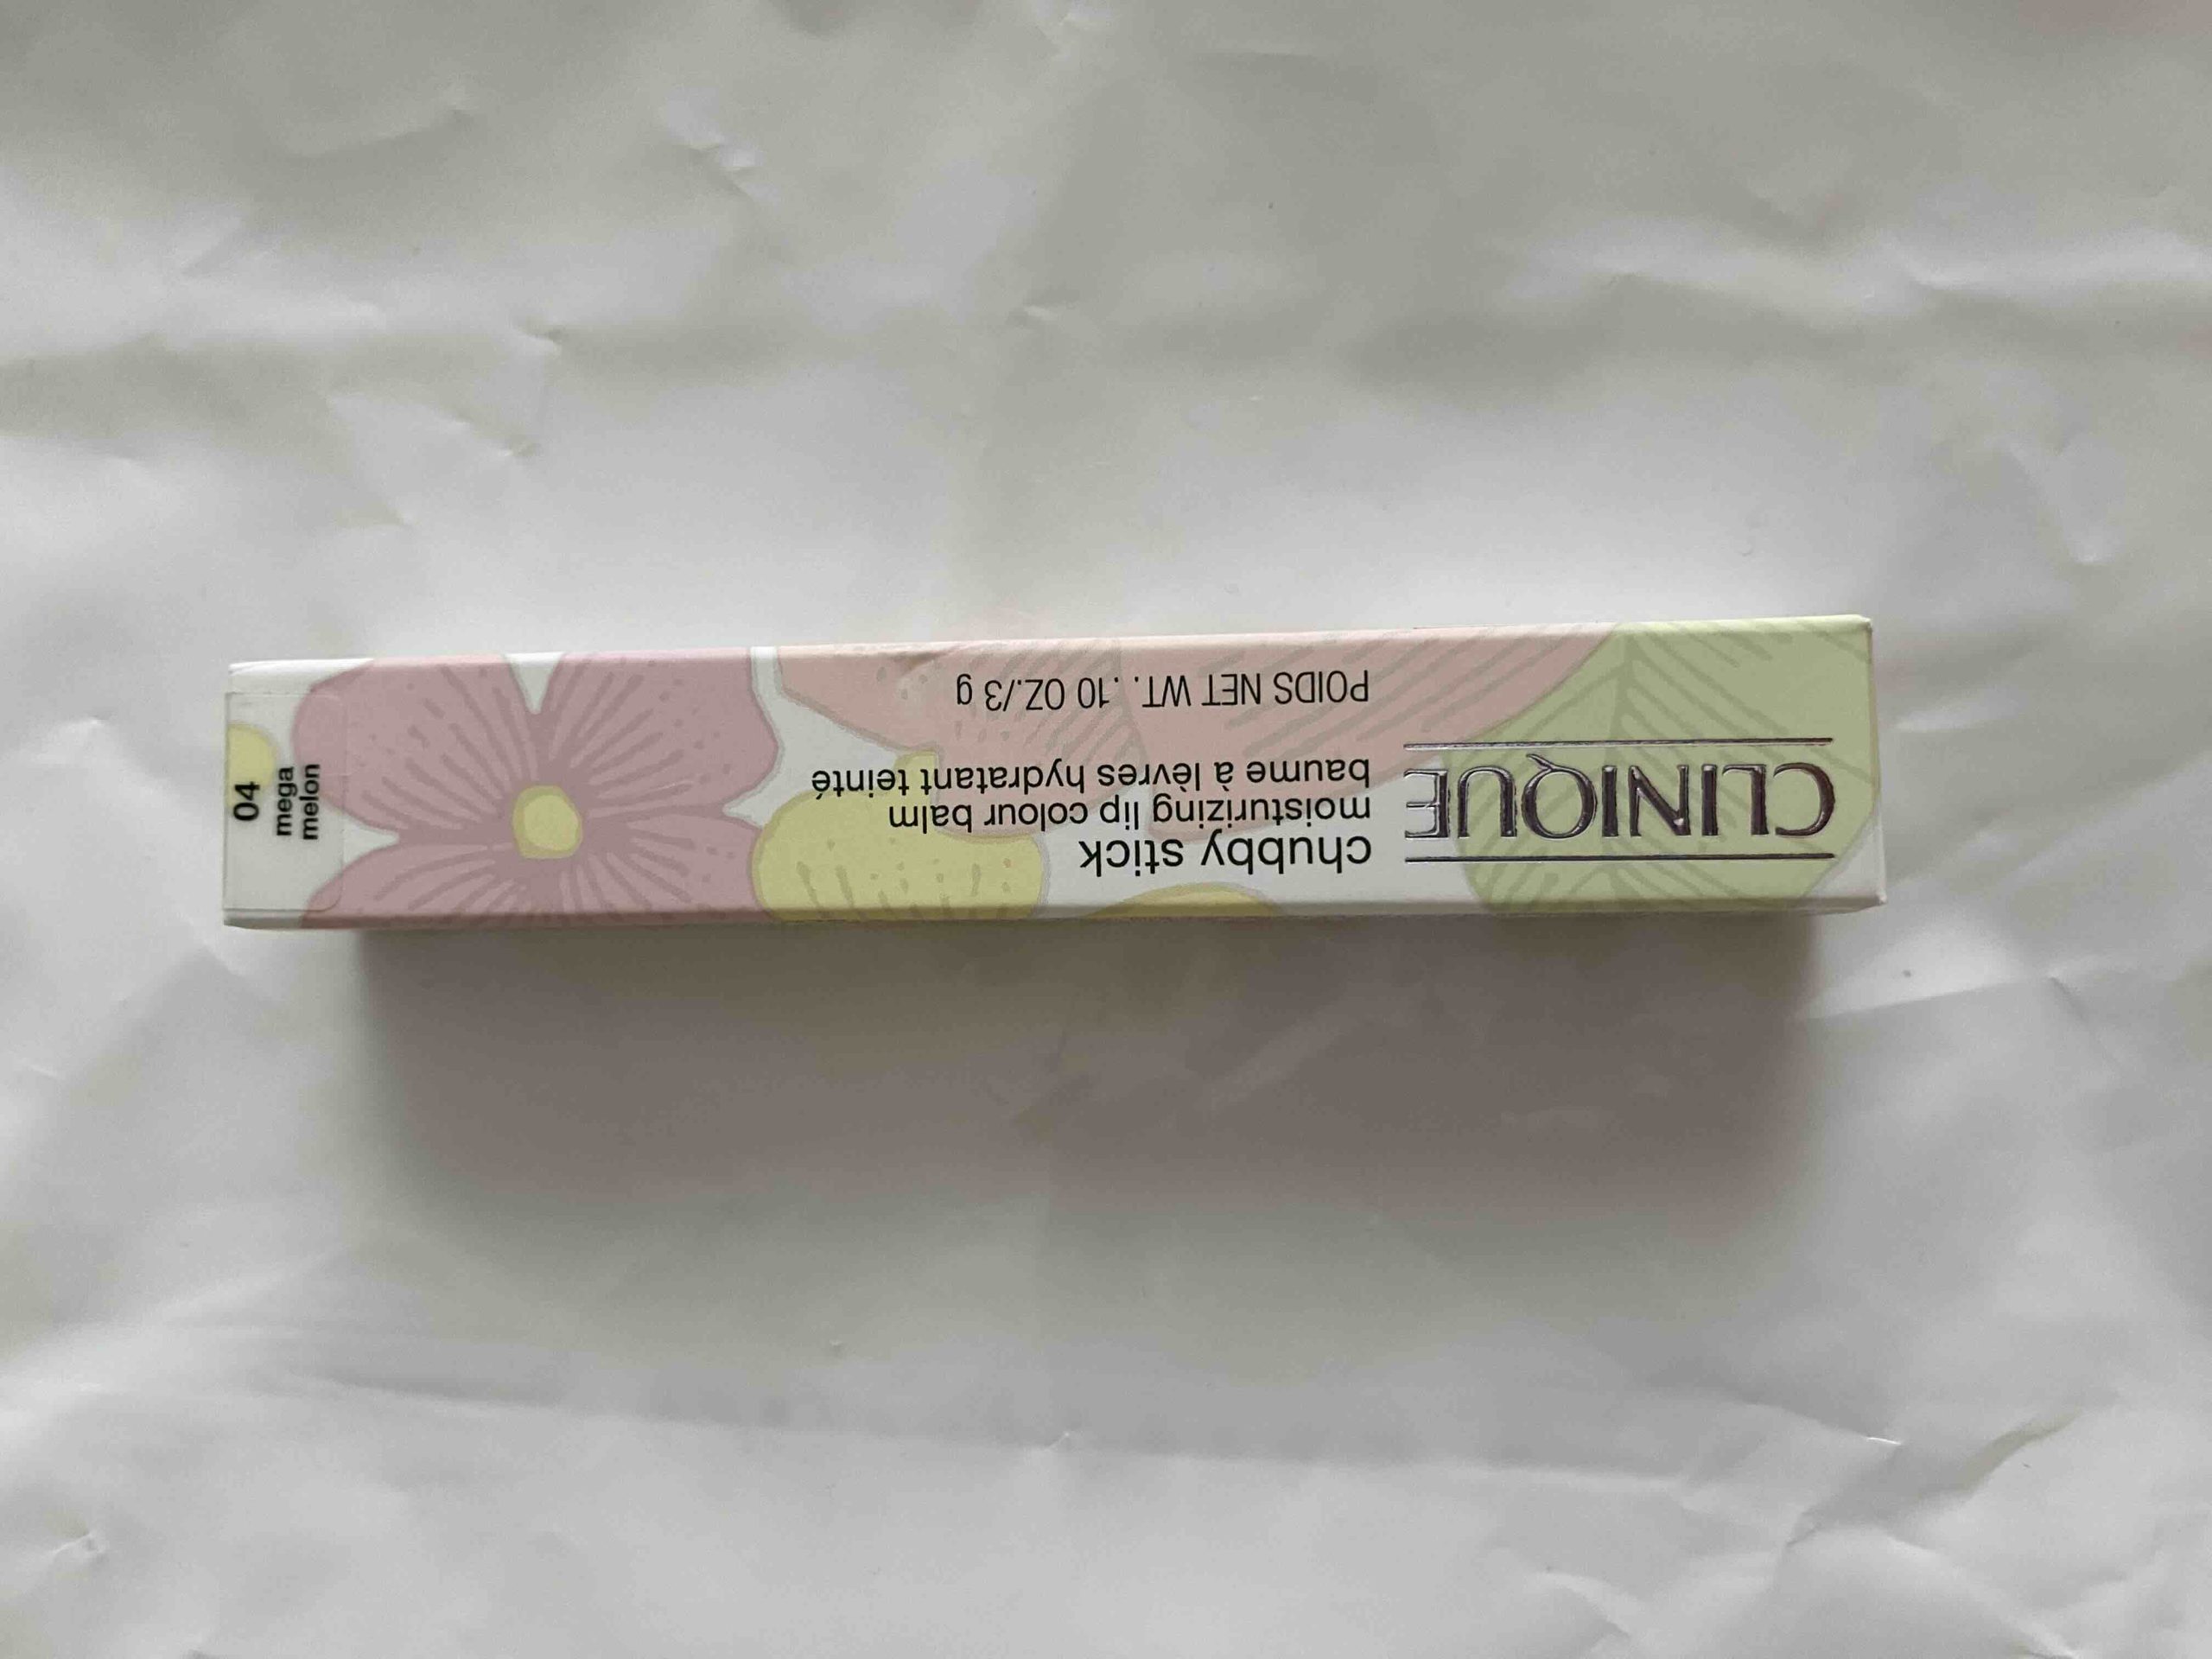 CLINIQUE
chubby stick
moisturizing lip colour balm
baume à lèvres hydratant teinté
POIDS NET WT. .10 OZ./3 g
04
mega
melon